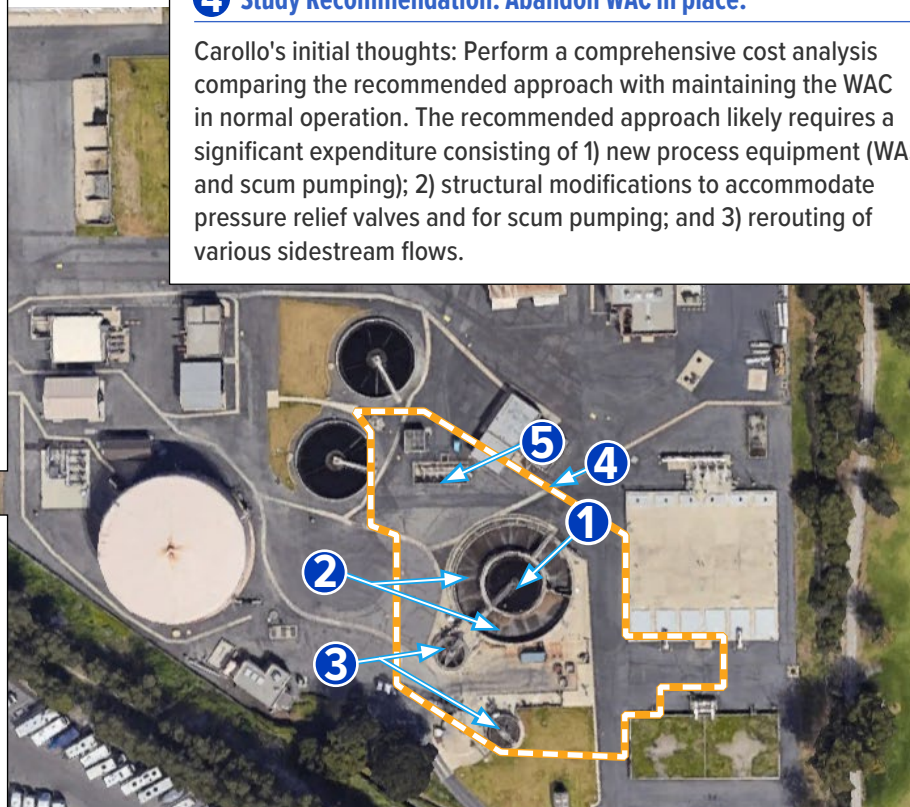 4 Study Recommendation: Abandon WAC in place.
Carollo's initial thoughts: Perform a comprehensive cost analysis
comparing the recommended approach with maintaining the WAC
in normal operation. The recommended approach likely requires a
significant expenditure consisting of 1) new process equipment (WA
and scum pumping); 2) structural modifications to accommodate
pressure relief valves and for scum pumping; and 3) rerouting of
various sidestream flows.
5
4
1
2
3